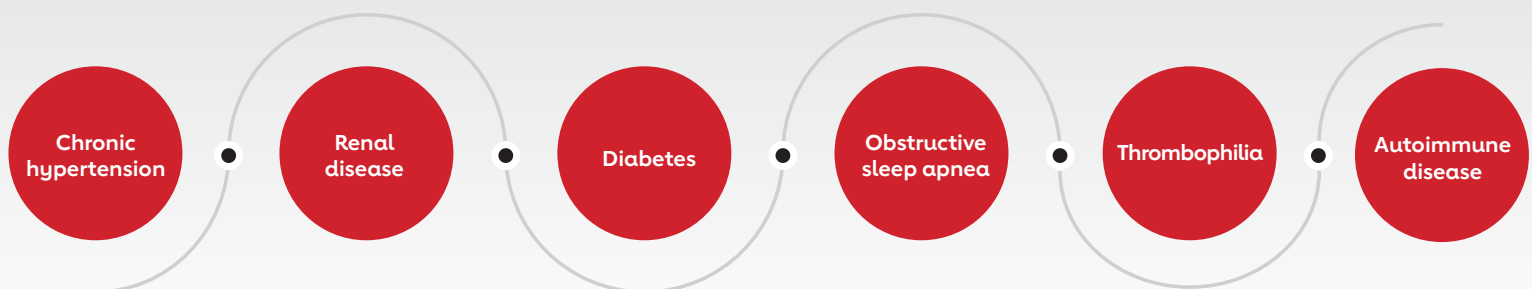 Chronic
hypertension
Renal
disease
Diabetes
Obstructive
sleep apnea
Thrombophilia
Autoimmune
disease